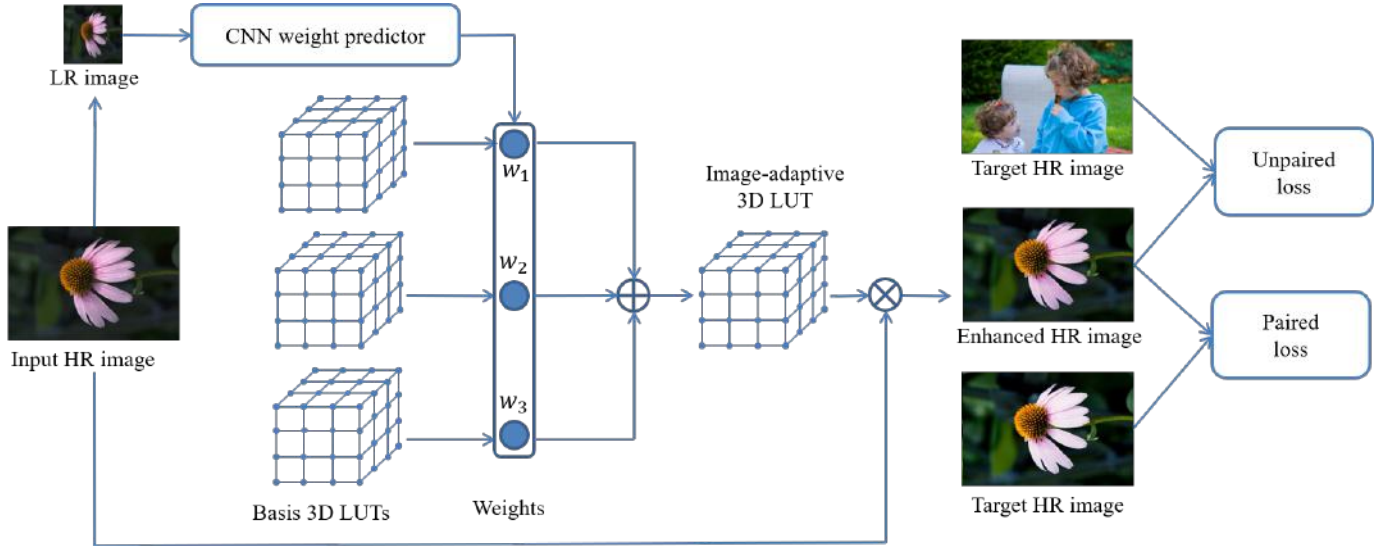 CNN weight predictor
LR image
w₁
Image-adaptive
3D LUT
Target HR image
Unpaired
loss
w₂
Input HR image
Enhanced HR image
Paired
loss
w₃
Basis 3D LUTs
Weights
Target HR image